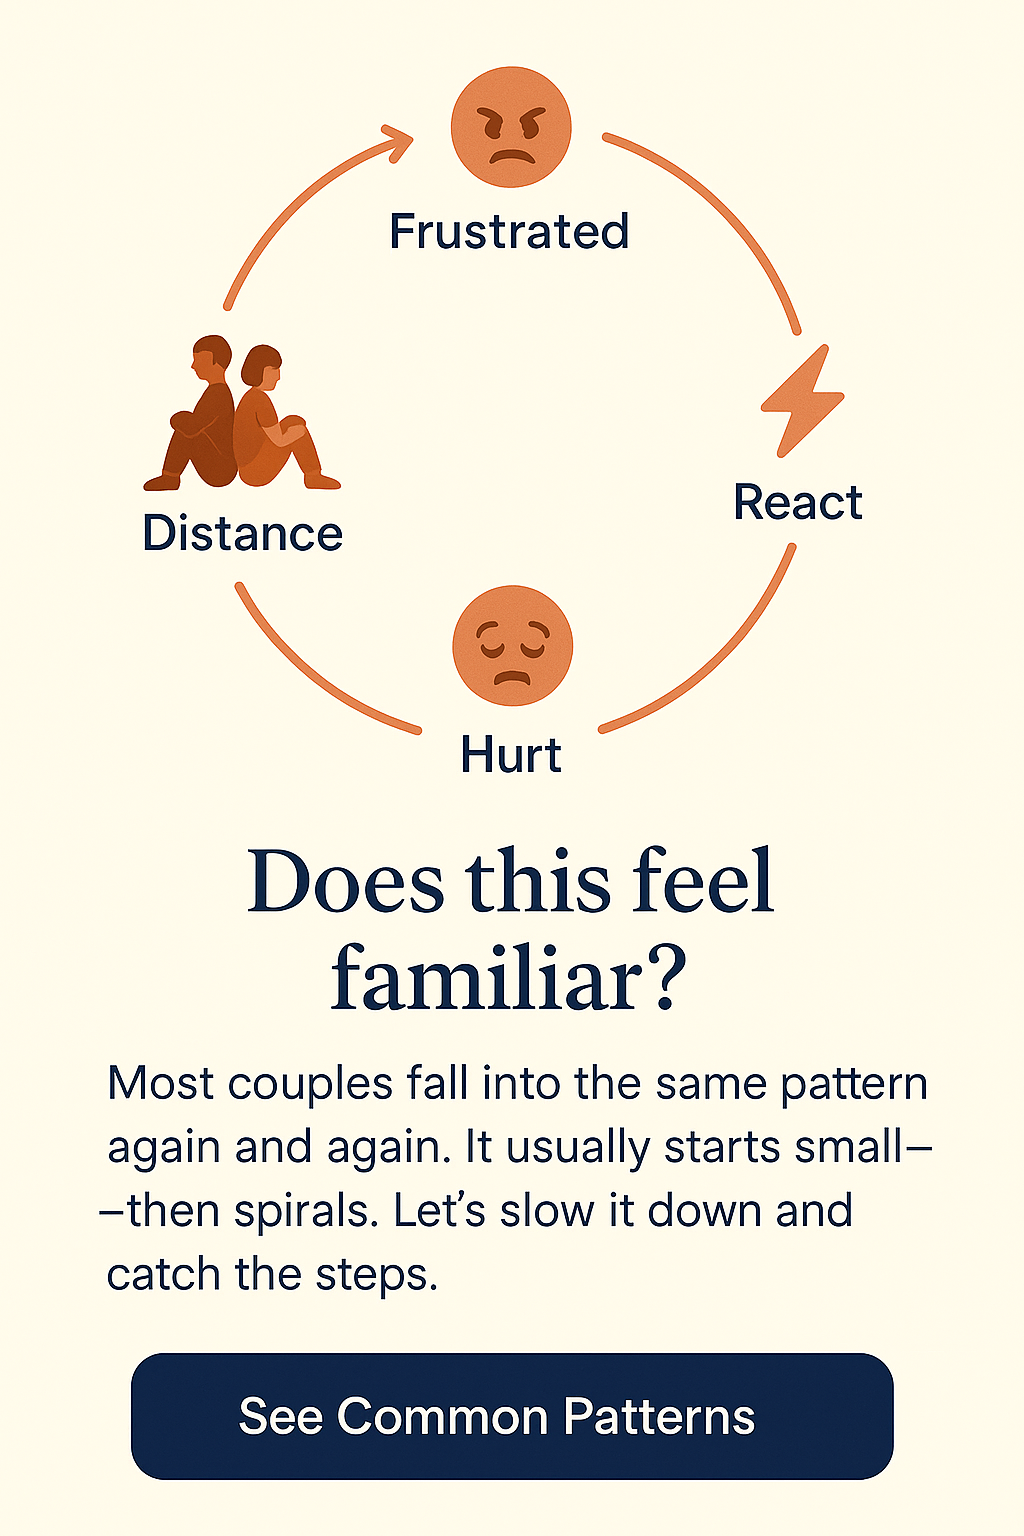 Frustrated
React
Distance
Hurt
Does this feel
familiar?
Most couples fall into the same pattern
again and again. It usually starts small–
–then spirals. Let’s slow it down and
catch the steps.
See Common Patterns